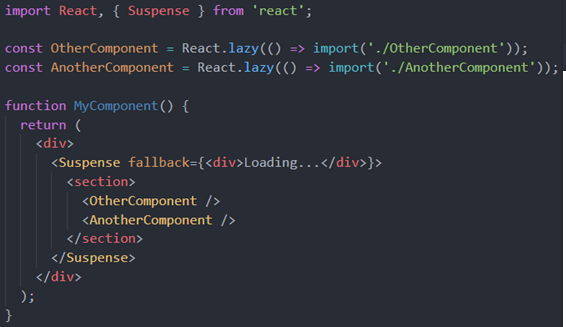 import React, { Suspense } from 'react';
const OtherComponent = React.lazy(() => import('./OtherComponent'));
const AnotherComponent = React.lazy(() => import('./AnotherComponent'));
function MyComponent() {
return (
<div>
<Suspense fallback={<div>Loading...</div>}>
<section>
<OtherComponent />
<AnotherComponent />
</section>
</Suspense>
</div>
);
}